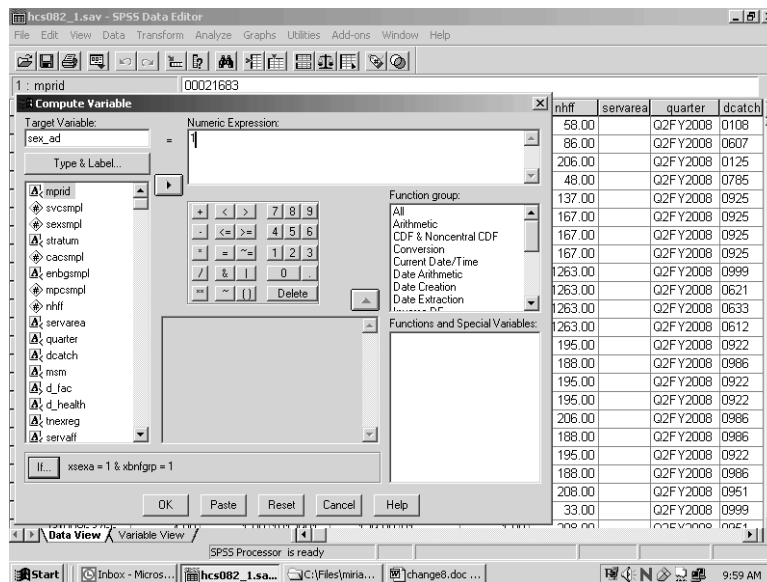 hcs082_1.sav - SPSS Data Editor
File Edit View Data Transform Analyze Graphs Utilities Add-ons Window Help
1 : mprid 00021683
Compute Variable
Target Variable:
sex_ad
=
Numeric Expression:
1
Type & Label...
mprid
svcsmpl
sexsmpl
stratum
cacsmpl
enbgsmpl
mpcsmpl
nhff
servarea
quarter
dcatch
msm
d_fac
d_health
tnexreg
servaff
+ < > 7 8 9
- <= >= 4 5 6
* = ~= 1 2 3
/ & | 0 .
** ~ () Delete
Function group:
All
Arithmetic
CDF & Noncentral CDF
Conversion
Current Date/Time
Date Arithmetic
Date Creation
Date Extraction
Functions and Special Variables:
If... xsexa = 1 & xbnfgrp = 1
OK Paste Reset Cancel Help
nhff servarea quarter dcatch
58.00 Q2FY2008 0108
86.00 Q2FY2008 0607
206.00 Q2FY2008 0125
48.00 Q2FY2008 0785
137.00 Q2FY2008 0925
167.00 Q2FY2008 0925
167.00 Q2FY2008 0925
167.00 Q2FY2008 0925
1263.00 Q2FY2008 0999
1263.00 Q2FY2008 0621
1263.00 Q2FY2008 0633
1263.00 Q2FY2008 0612
195.00 Q2FY2008 0922
188.00 Q2FY2008 0986
195.00 Q2FY2008 0922
195.00 Q2FY2008 0922
206.00 Q2FY2008 0986
188.00 Q2FY2008 0986
195.00 Q2FY2008 0922
188.00 Q2FY2008 0986
208.00 Q2FY2008 0951
33.00 Q2FY2008 0999
Data View Variable View
SPSS Processor is ready
Start Inbox - Micros... hcs082_1.sa... C:\Files\miria... change8.doc ... 9:59 AM